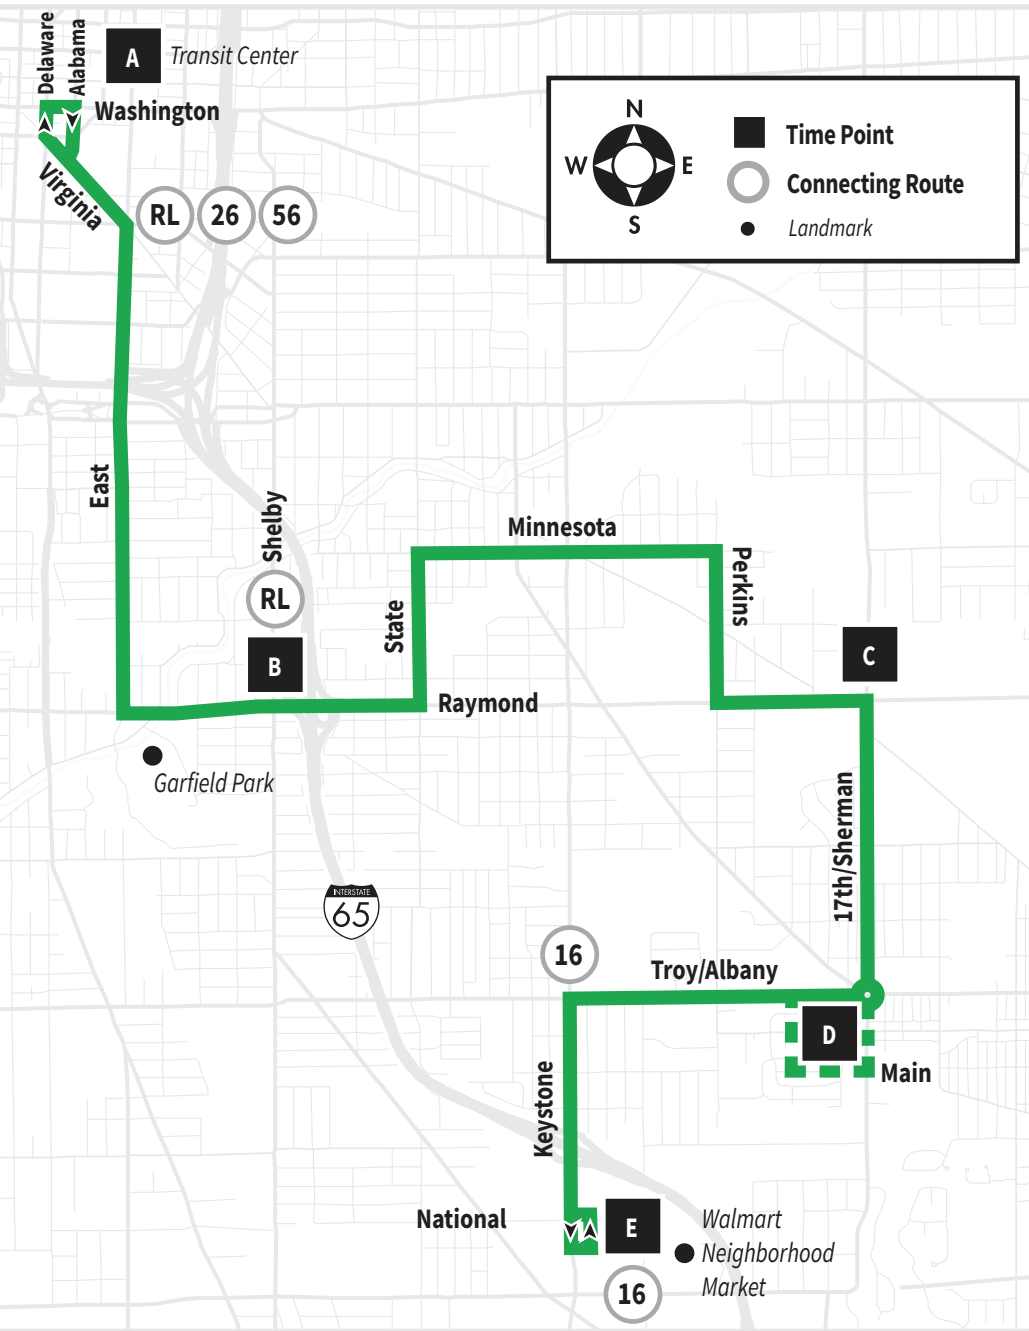 Delaware
Alabama
A
Transit Center
Washington
Virginia
RL
26
56
N
W
E
S
Time Point
Connecting Route
Landmark
East
Shelby
RL
B
State
Minnesota
Perkins
C
Raymond
Garfield Park
17th/Sherman
INTERSTATE
65
16
Troy/Albany
D
Main
Keystone
National
E
Walmart
Neighborhood
Market
16